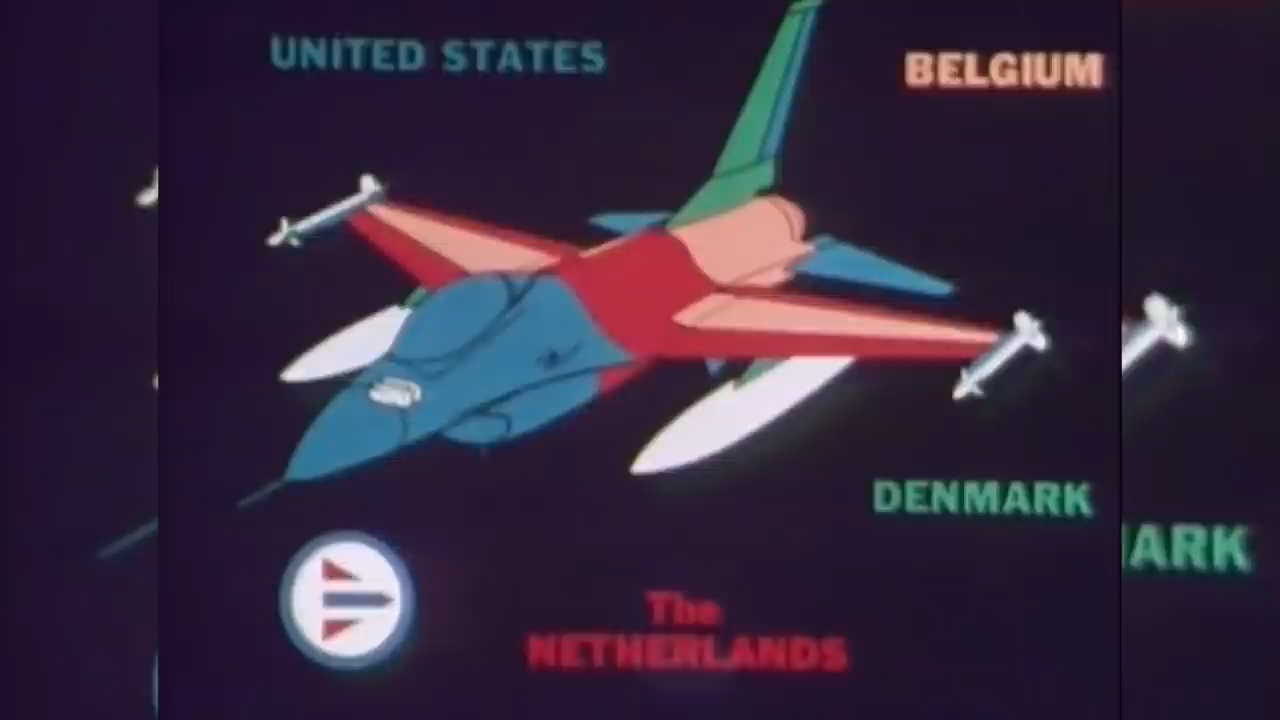 UNITED STATES
BELGIUM
DENMARK
ARK
The
NETHERLANDS